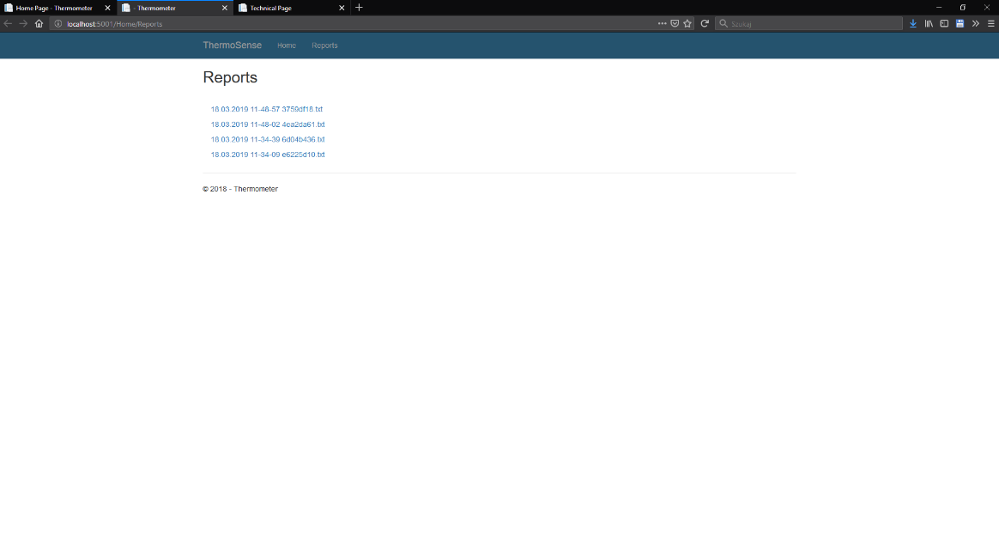 Home Page - Thermometer
- Thermometer
Technical Page
localhost:5001/Home/Reports
Szukaj
ThermoSense Home Reports
Reports
18.03.2019 11-48-57 3759df18.txt
18.03.2019 11-48-02 4ea2da61.txt
18.03.2019 11-34-39 6d04b436.txt
18.03.2019 11-34-09 e6225d10.txt
© 2018 - Thermometer